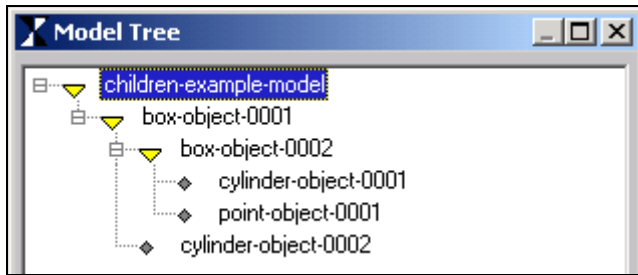 Model Tree
children-example-model
box-object-0001
box-object-0002
cylinder-object-0001
point-object-0001
cylinder-object-0002